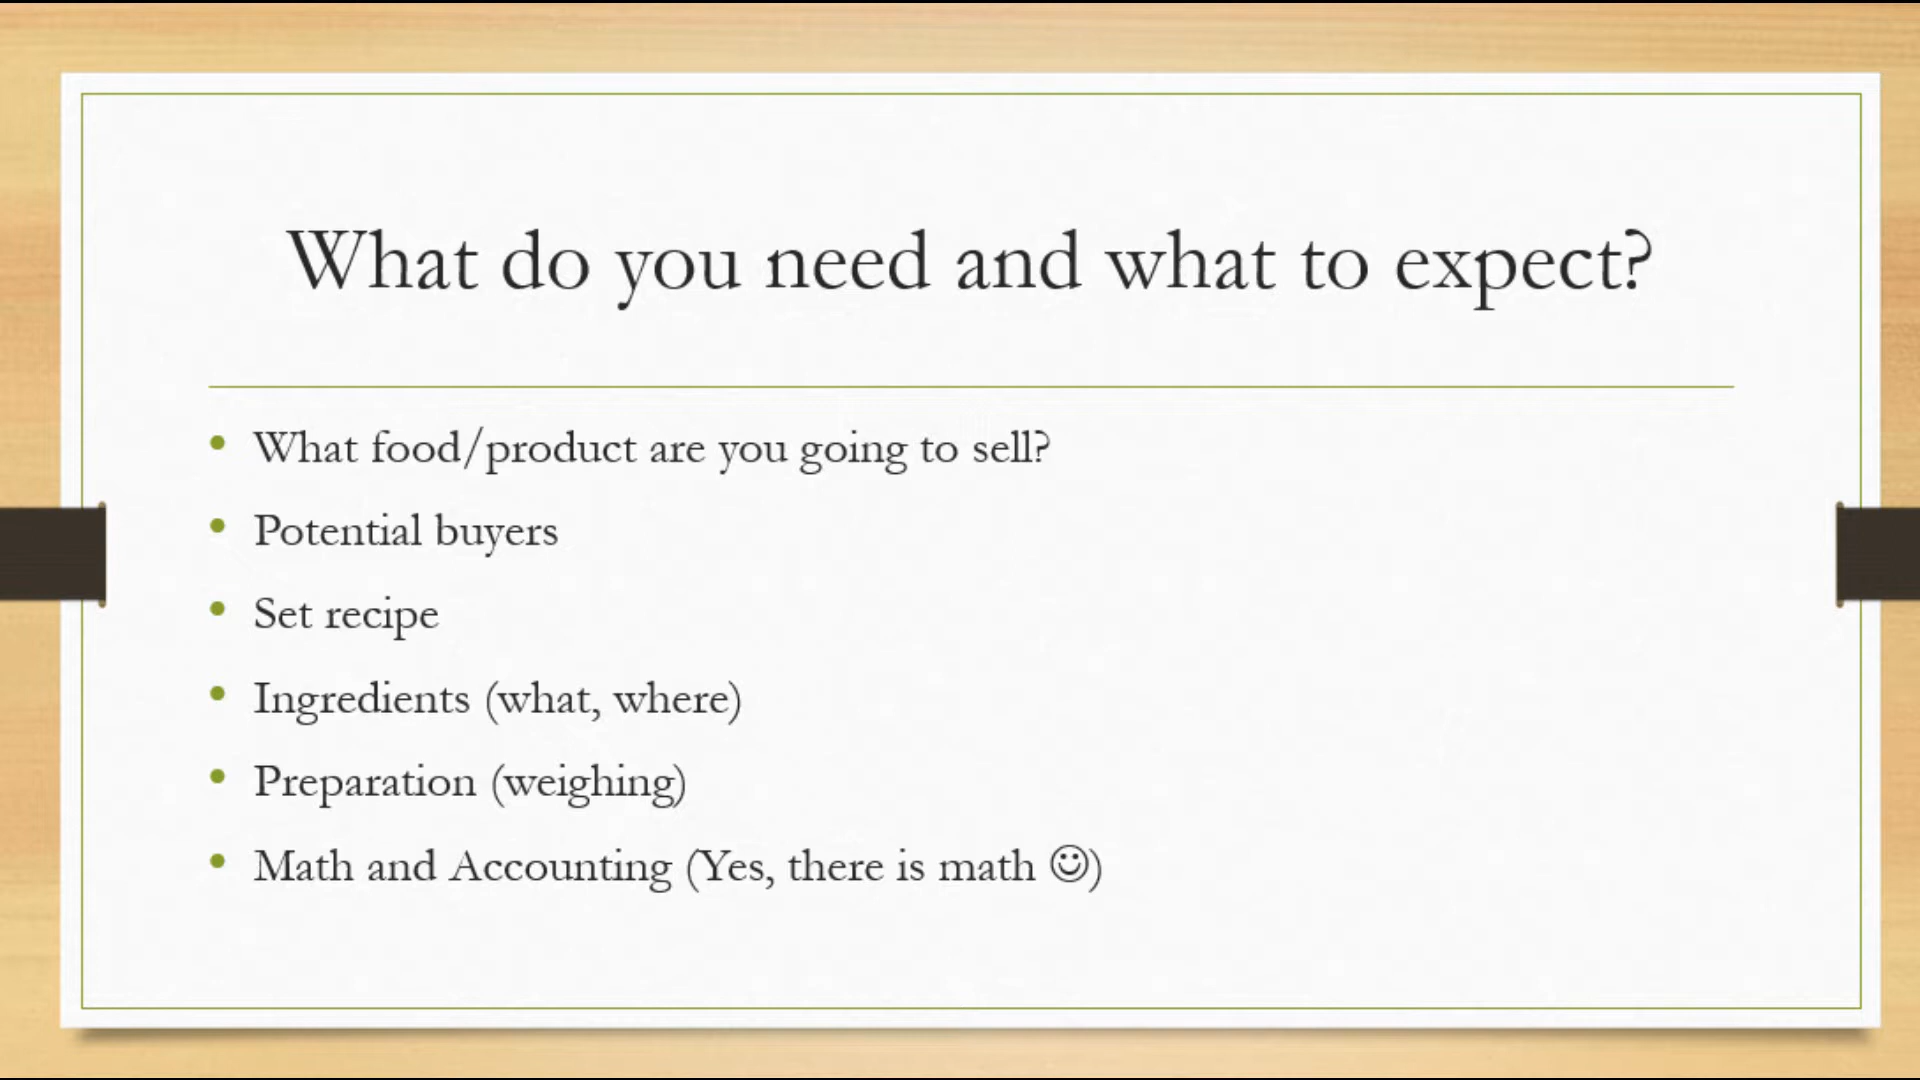 What do you need and what to expect?
• What food/product are you going to sell?
• Potential buyers
• Set recipe
• Ingredients (what, where)
• Preparation (weighing)
• Math and Accounting (Yes, there is math ☺)